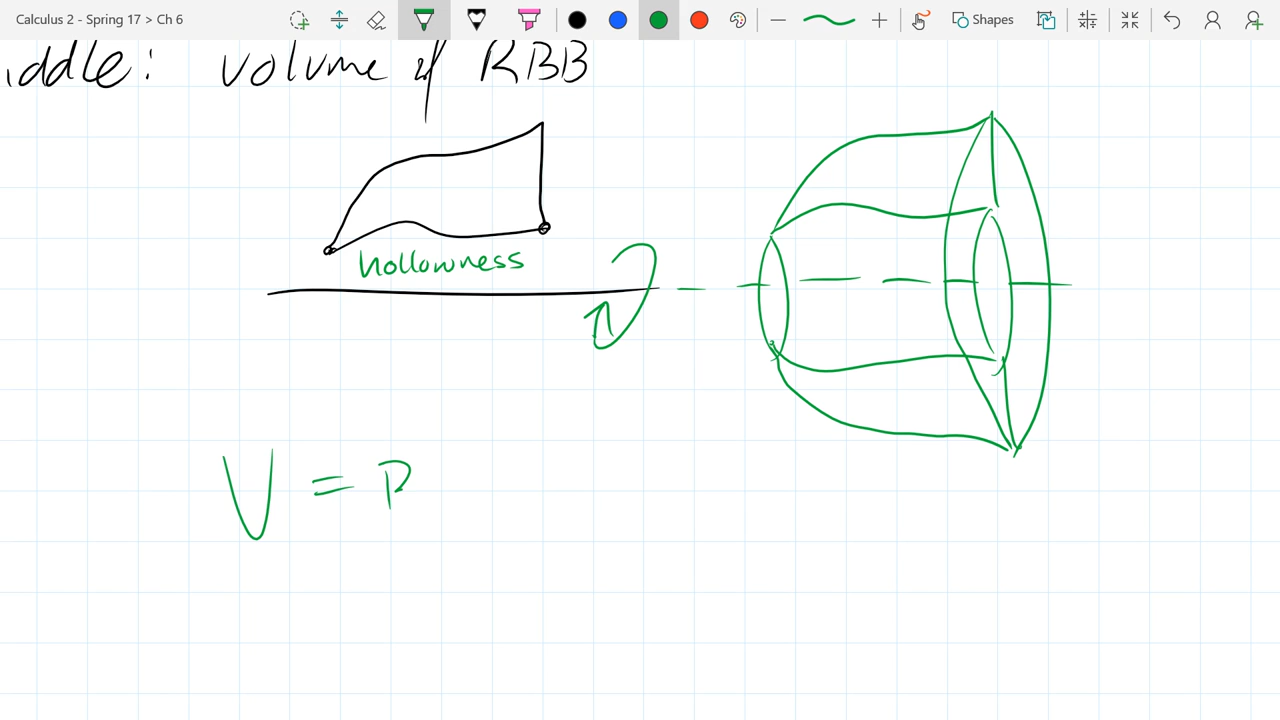 Calculus 2 - Spring 17 > Ch 6
Shapes
iddle: volume of RBB
hollowness
V = P